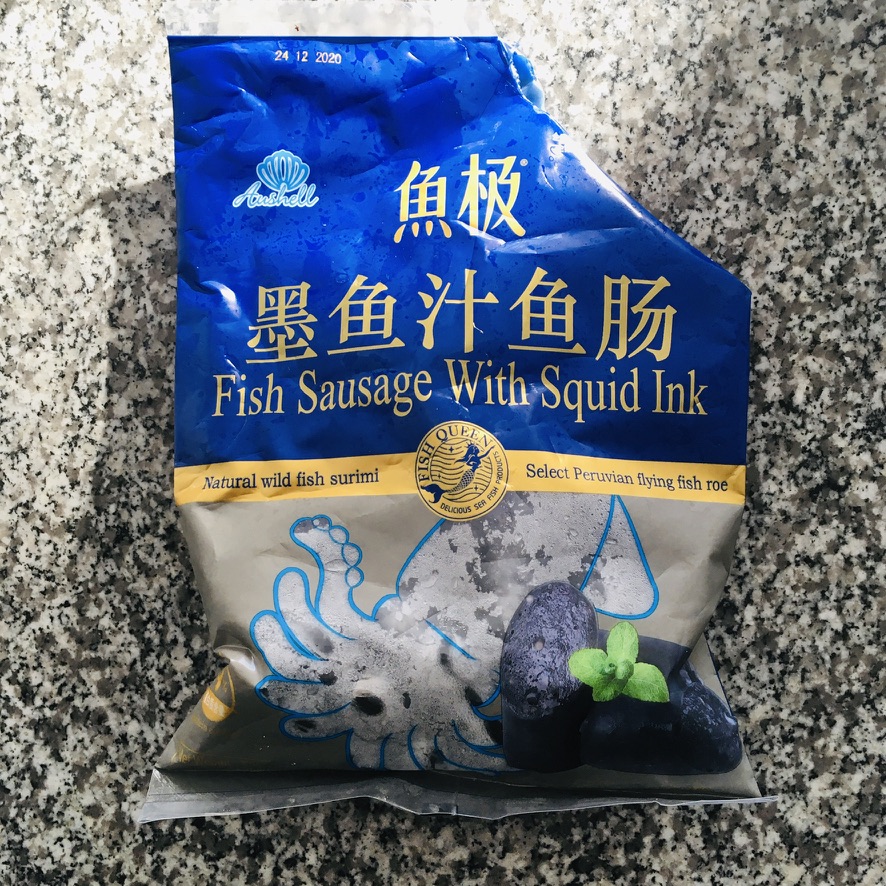 24 12 2020
Aushell
魚极®
墨鱼汁鱼肠
Fish Sausage With Squid Ink
Natural wild fish surimi
FISH QUEEN
DELICIOUS SEA FISH PRODUCTS
Select Peruvian flying fish roe